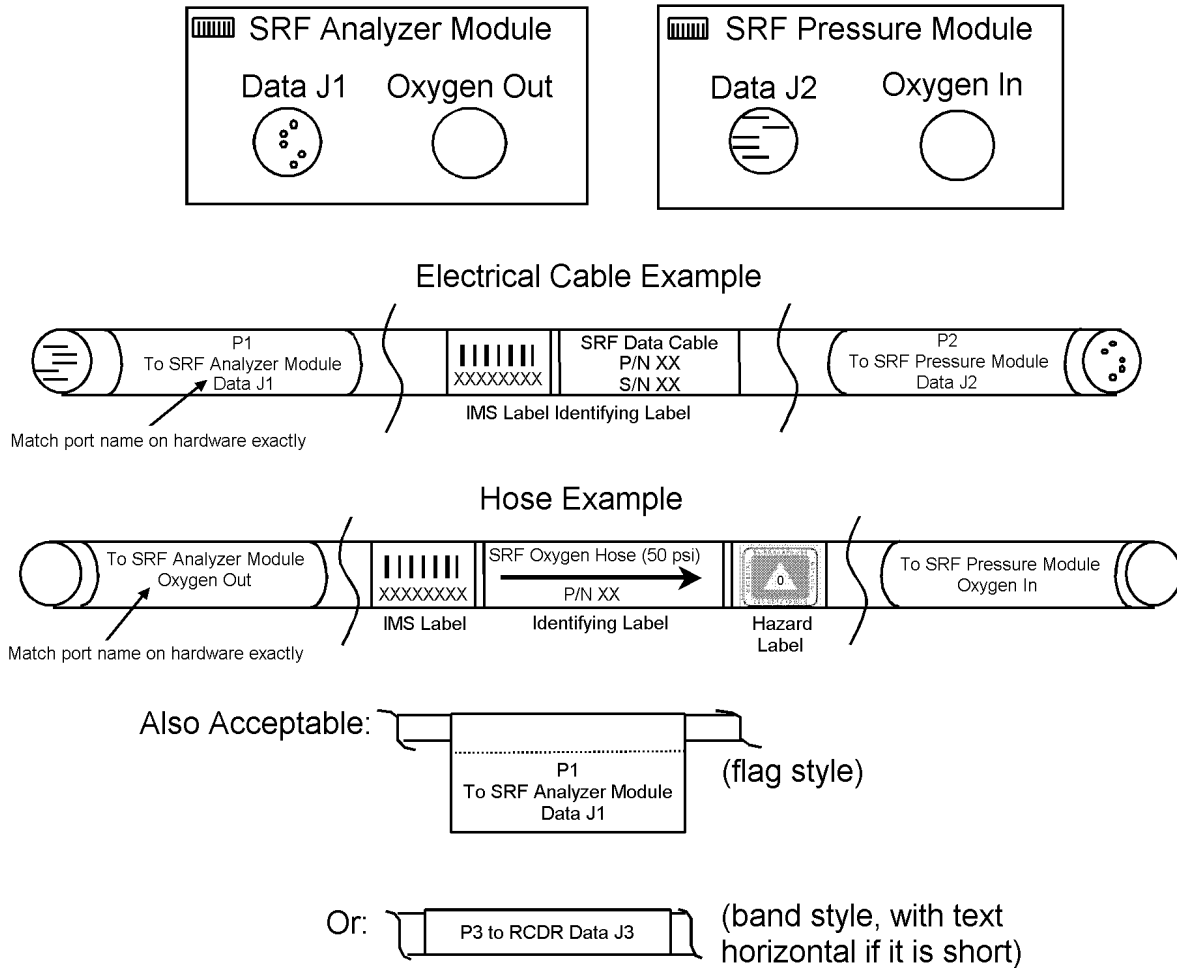 SRF Analyzer Module
Data J1 Oxygen Out
SRF Pressure Module
Data J2 Oxygen In
Electrical Cable Example
P1
To SRF Analyzer Module
Data J1
XXXXXXXX
SRF Data Cable
P/N XX
S/N XX
P2
To SRF Pressure Module
Data J2
IMS Label Identifying Label
Match port name on hardware exactly
Hose Example
To SRF Analyzer Module
Oxygen Out
XXXXXXXX
SRF Oxygen Hose (50 psi)
P/N XX
0
To SRF Pressure Module
Oxygen In
IMS Label
Identifying Label
Hazard
Label
Match port name on hardware exactly
Also Acceptable:
P1
To SRF Analyzer Module
Data J1
(flag style)
Or:
P3 to RCDR Data J3
(band style, with text
horizontal if it is short)